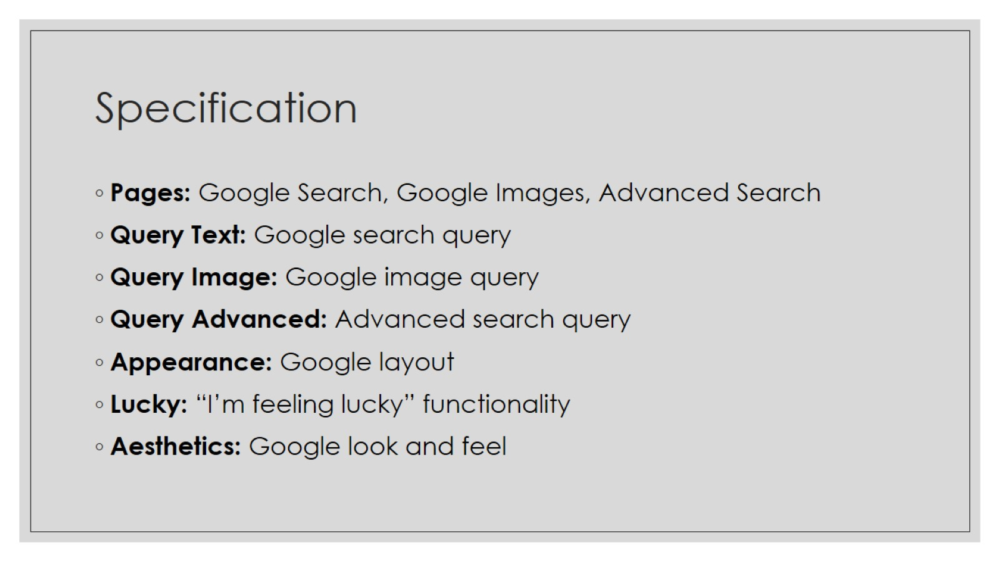 Specification
◦ Pages: Google Search, Google Images, Advanced Search
◦ Query Text: Google search query
◦ Query Image: Google image query
◦ Query Advanced: Advanced search query
◦ Appearance: Google layout
◦ Lucky: “I’m feeling lucky” functionality
◦ Aesthetics: Google look and feel